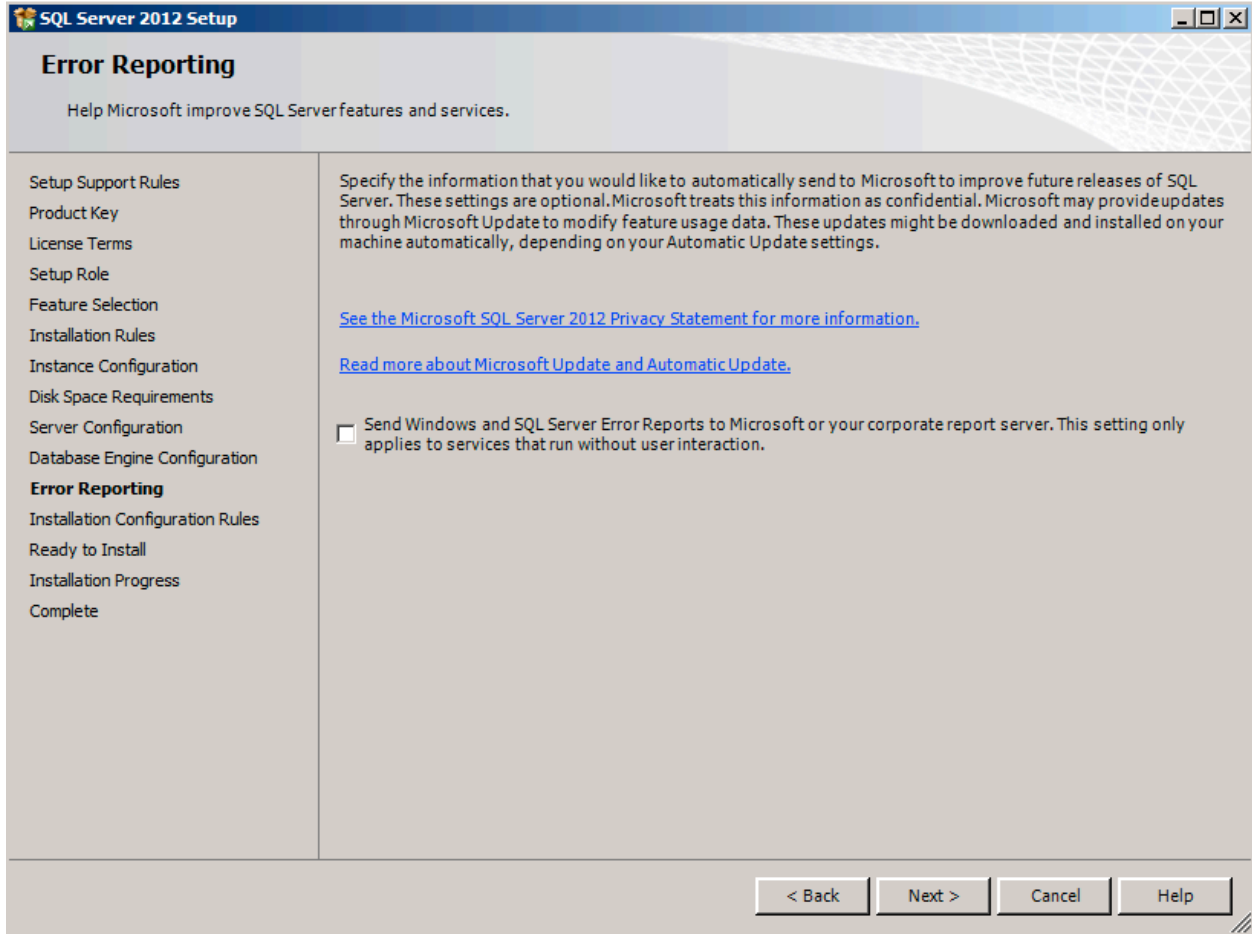 SQL Server 2012 Setup
Error Reporting
Help Microsoft improve SQL Server features and services.
Setup Support Rules
Product Key
License Terms
Setup Role
Feature Selection
Installation Rules
Instance Configuration
Disk Space Requirements
Server Configuration
Database Engine Configuration
Error Reporting
Installation Configuration Rules
Ready to Install
Installation Progress
Complete
Specify the information that you would like to automatically send to Microsoft to improve future releases of SQL
Server. These settings are optional. Microsoft treats this information as confidential. Microsoft may provide updates
through Microsoft Update to modify feature usage data. These updates might be downloaded and installed on your
machine automatically, depending on your Automatic Update settings.
See the Microsoft SQL Server 2012 Privacy Statement for more information.
Read more about Microsoft Update and Automatic Update.
Send Windows and SQL Server Error Reports to Microsoft or your corporate report server. This setting only
applies to services that run without user interaction.
< Back
Next >
Cancel
Help